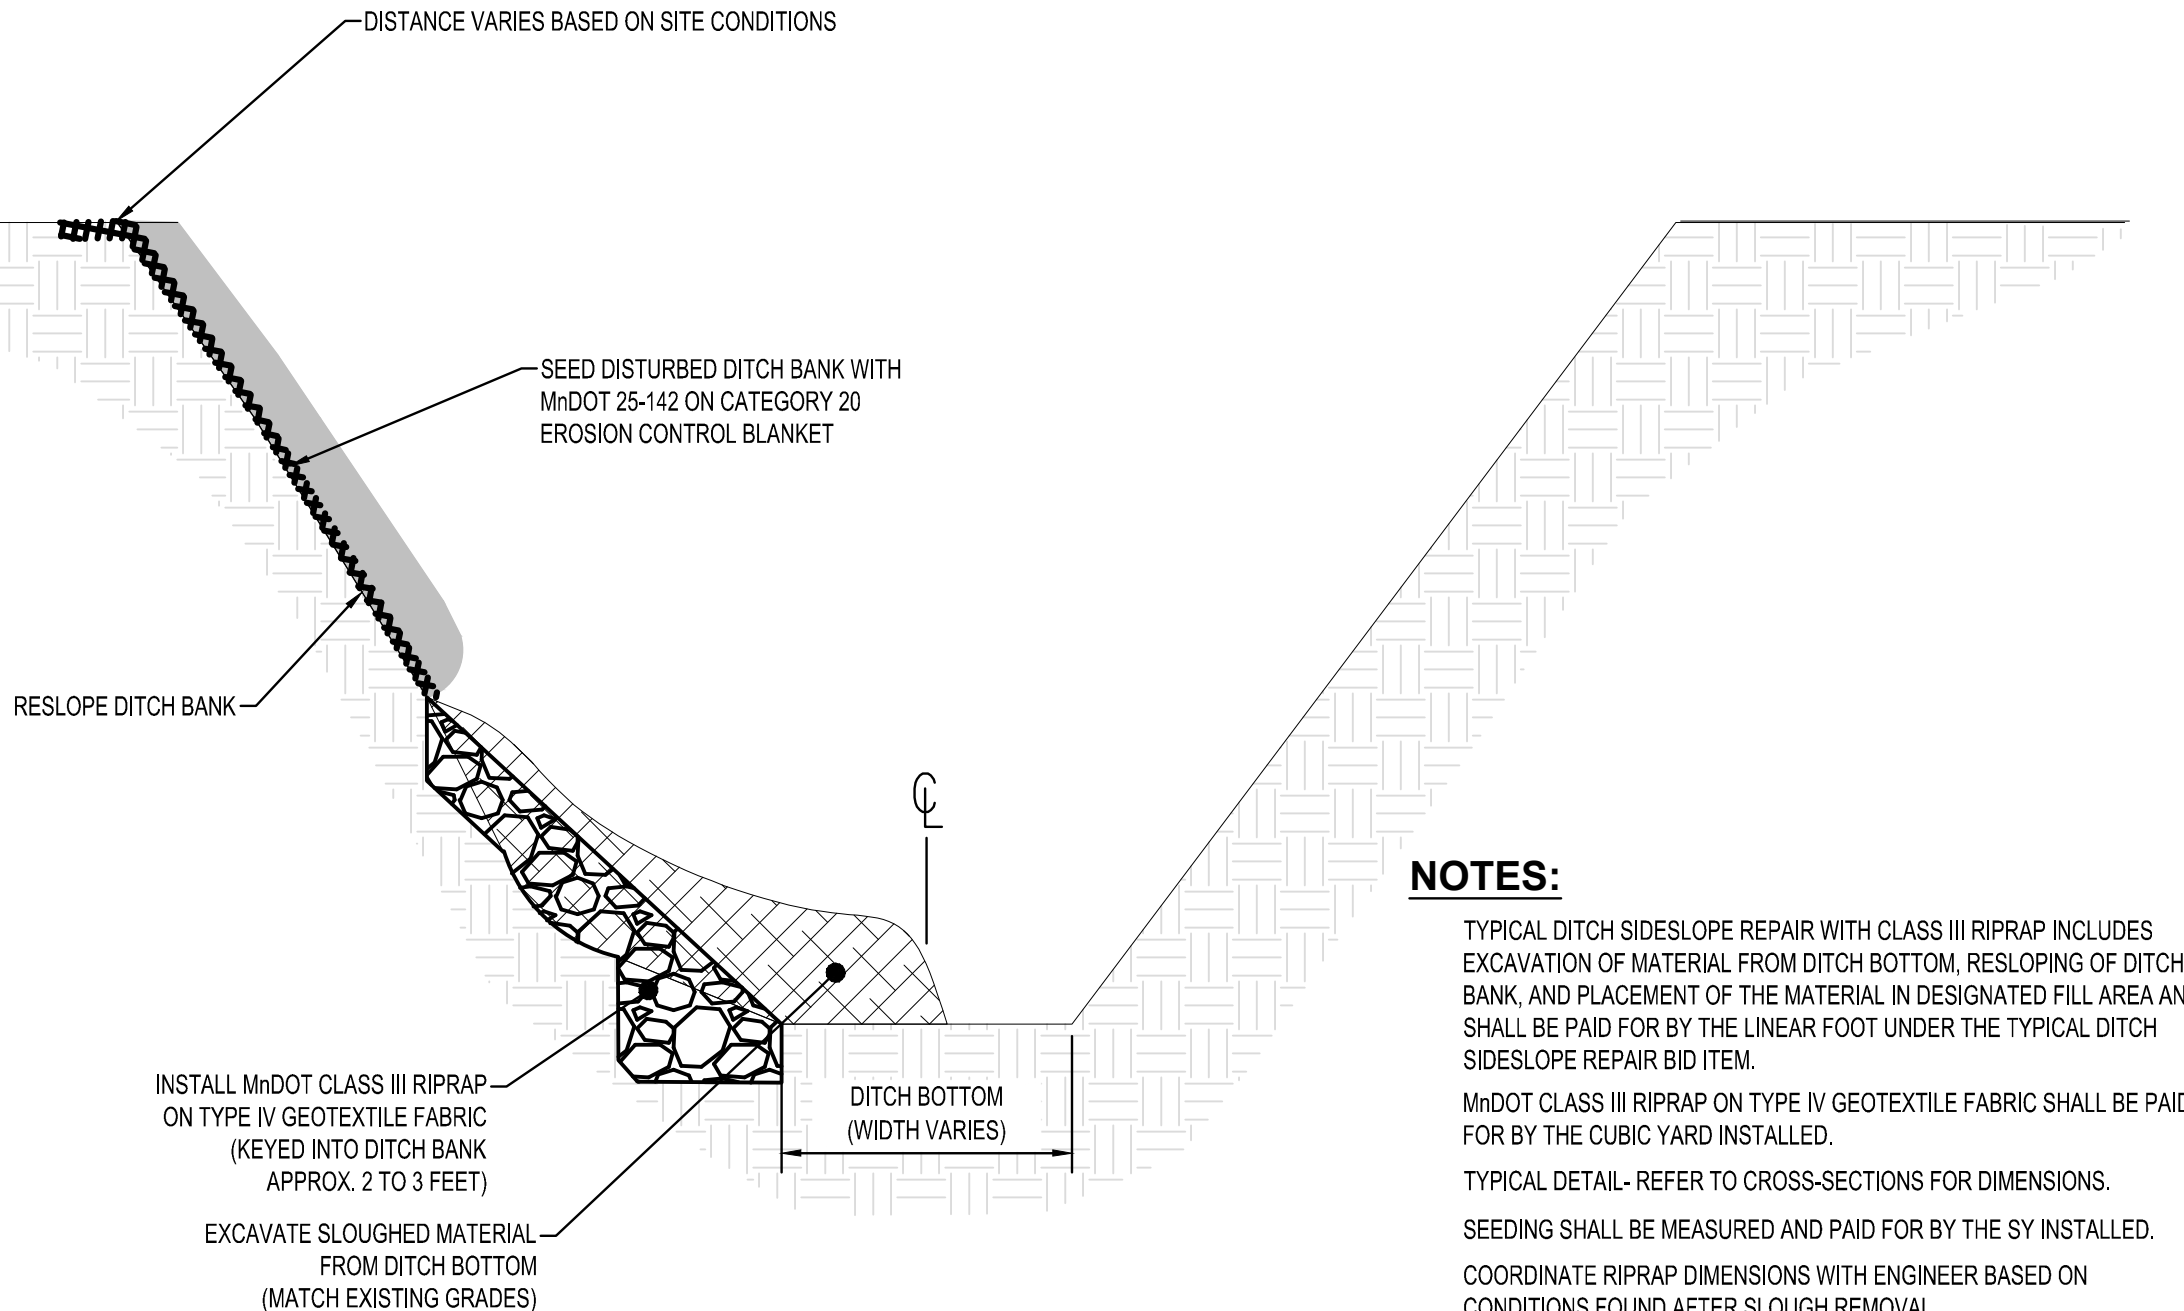 DISTANCE VARIES BASED ON SITE CONDITIONS
SEED DISTURBED DITCH BANK WITH
MnDOT 25-142 ON CATEGORY 20
EROSION CONTROL BLANKET
RESLOPE DITCH BANK
℄
INSTALL MnDOT CLASS III RIPRAP
ON TYPE IV GEOTEXTILE FABRIC
(KEYED INTO DITCH BANK
APPROX. 2 TO 3 FEET)
EXCAVATE SLOUGHED MATERIAL
FROM DITCH BOTTOM
(MATCH EXISTING GRADES)
DITCH BOTTOM
(WIDTH VARIES)
NOTES:
TYPICAL DITCH SIDESLOPE REPAIR WITH CLASS III RIPRAP INCLUDES
EXCAVATION OF MATERIAL FROM DITCH BOTTOM, RESLOPING OF DITCH
BANK, AND PLACEMENT OF THE MATERIAL IN DESIGNATED FILL AREA AN
SHALL BE PAID FOR BY THE LINEAR FOOT UNDER THE TYPICAL DITCH
SIDESLOPE REPAIR BID ITEM.
MnDOT CLASS III RIPRAP ON TYPE IV GEOTEXTILE FABRIC SHALL BE PAID
FOR BY THE CUBIC YARD INSTALLED.
TYPICAL DETAIL- REFER TO CROSS-SECTIONS FOR DIMENSIONS.
SEEDING SHALL BE MEASURED AND PAID FOR BY THE SY INSTALLED.
COORDINATE RIPRAP DIMENSIONS WITH ENGINEER BASED ON
CONDITIONS FOUND AFTER SLOUGH REMOVAL